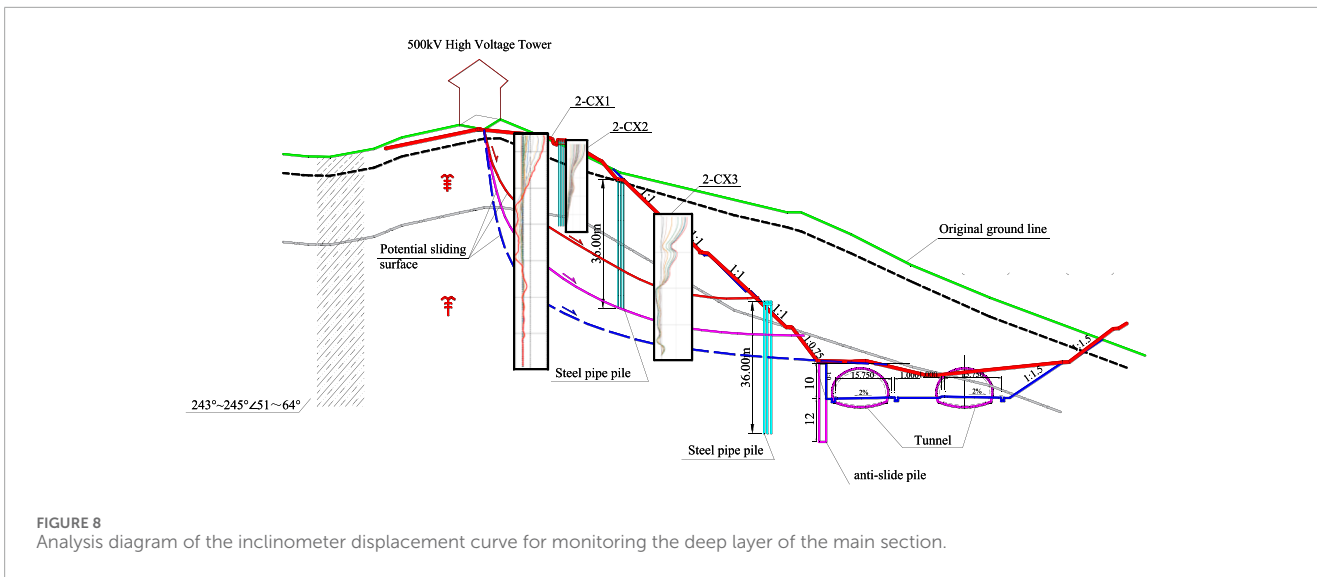 500kV High Voltage Tower
2-CX1
2-CX2
2-CX3
1:1
36.00m
Original ground line
Potential sliding
surface
1:1
1:1
1:1
1:0.75
1:1.5
1:1.5
Steel pipe pile
36.00m
10
12
15.750
1.000
2%
2%
243°~245°∠51~64°
Tunnel
Steel pipe pile
anti-slide pile
FIGURE 8
Analysis diagram of the inclinometer displacement curve for monitoring the deep layer of the main section.